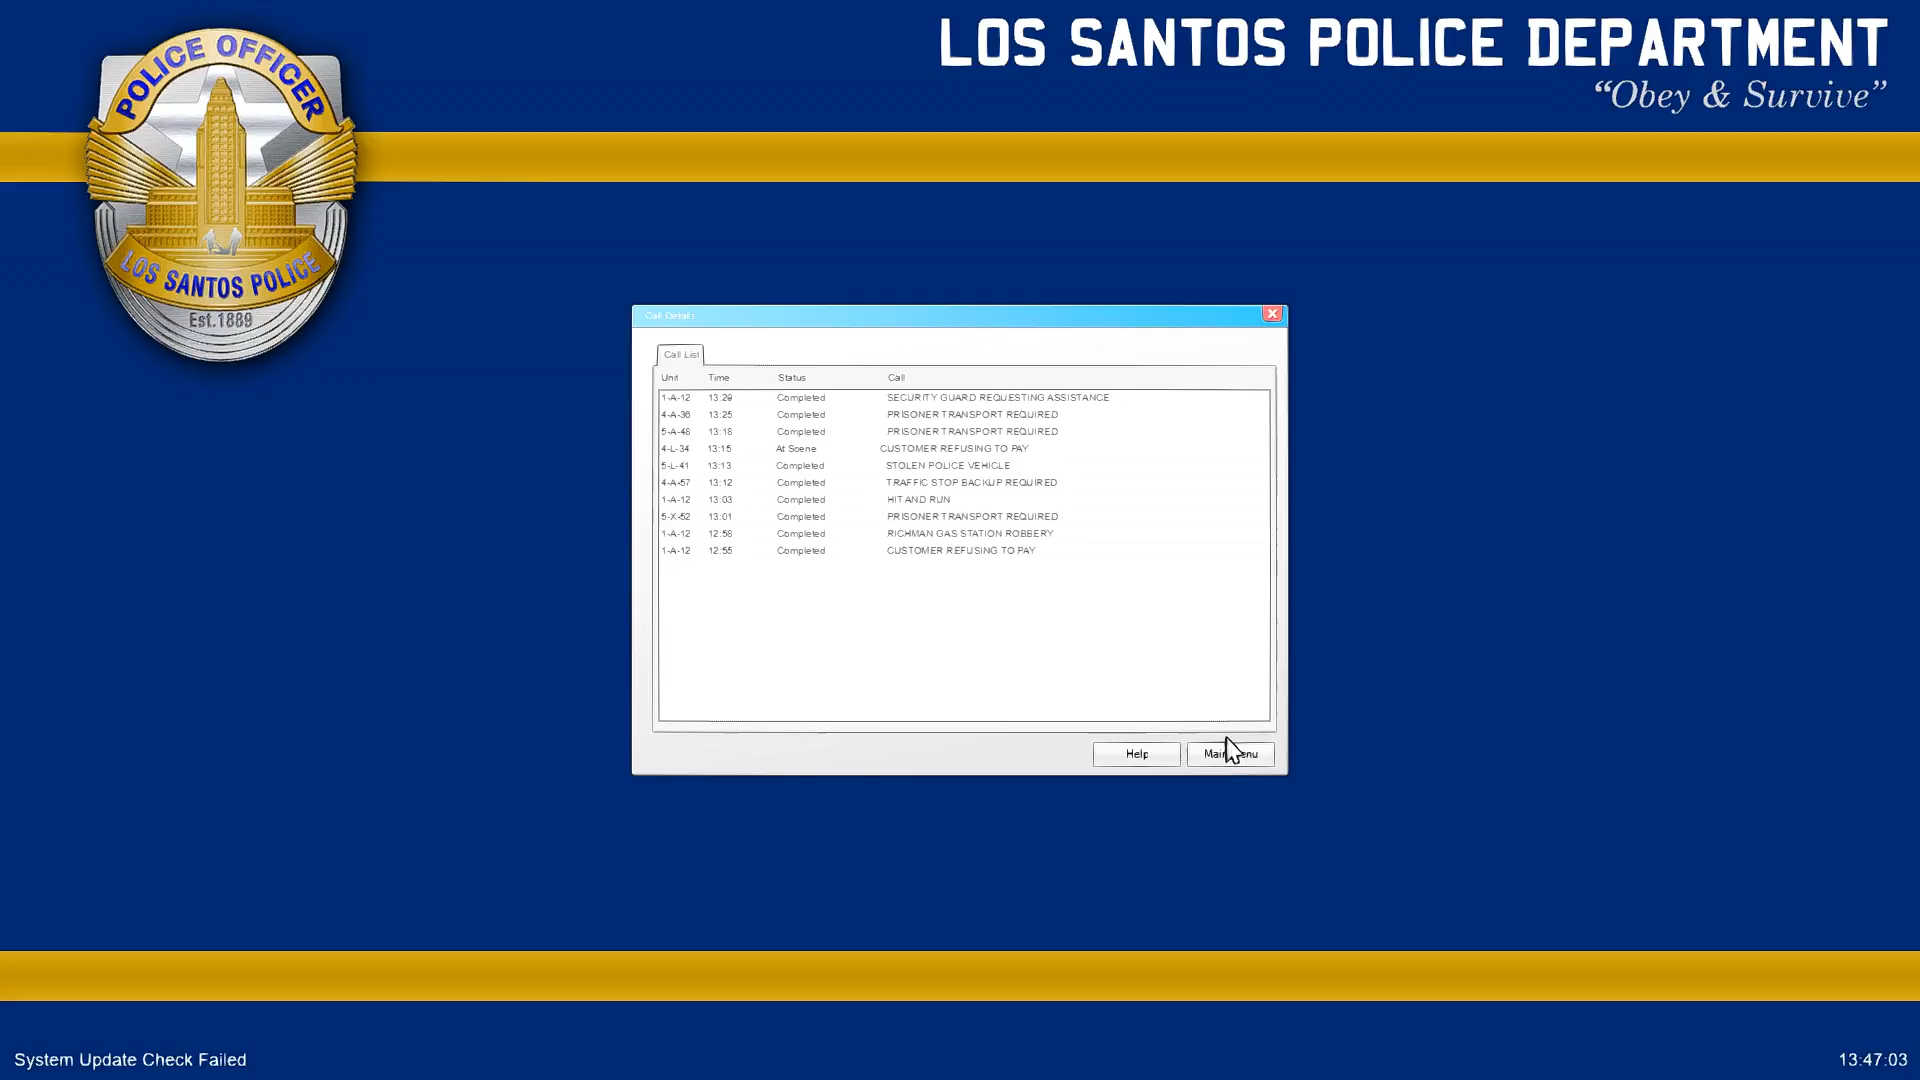 LOS SANTOS POLICE DEPARTMENT
“Obey & Survive”
POLICE OFFICER
LOS SANTOS POLICE
Est.1889
Call Details
Call List
Unit Time Status Call
1-A-12 13:29 Completed SECURITY GUARD REQUESTING ASSISTANCE
4-A-36 13:25 Completed PRISONER TRANSPORT REQUIRED
5-A-48 13:18 Completed PRISONER TRANSPORT REQUIRED
4-L-34 13:15 At Scene CUSTOMER REFUSING TO PAY
5-L-41 13:13 Completed STOLEN POLICE VEHICLE
4-A-57 13:12 Completed TRAFFIC STOP BACKUP REQUIRED
1-A-12 13:03 Completed HIT AND RUN
5-X-52 13:01 Completed PRISONER TRANSPORT REQUIRED
1-A-12 12:58 Completed RICHMAN GAS STATION ROBBERY
1-A-12 12:55 Completed CUSTOMER REFUSING TO PAY
Help Main Menu
System Update Check Failed 13:47:03